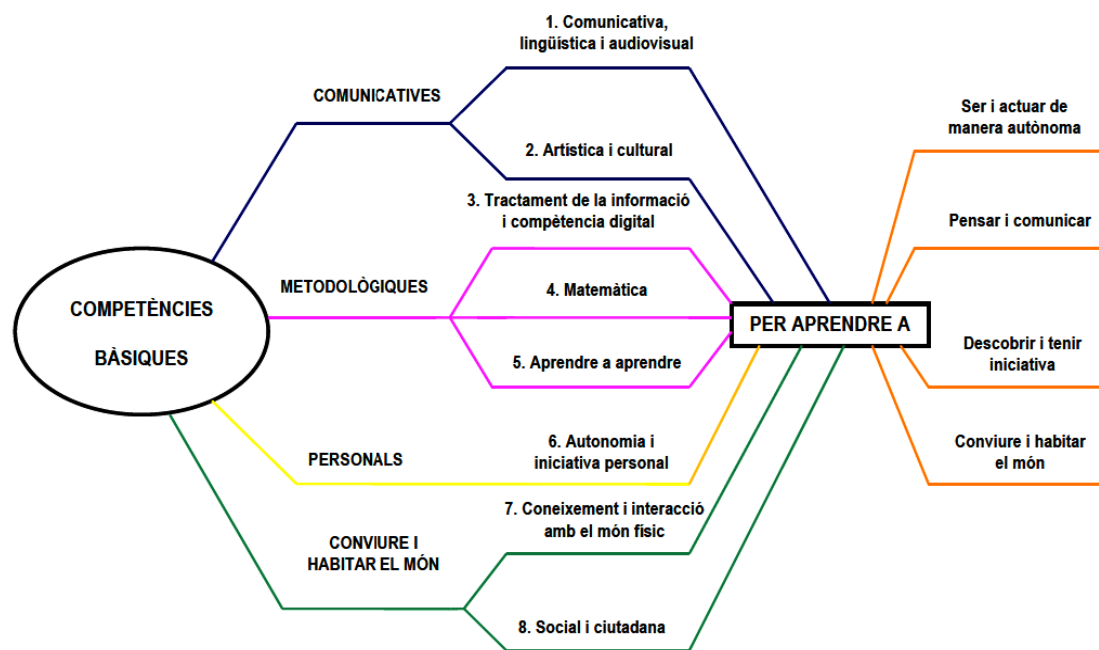 COMPETÈNCIES
BÀSIQUES
COMUNICATIVES
1. Comunicativa,
lingüística i audiovisual
2. Artística i cultural
METODOLÒGIQUES
3. Tractament de la informació
i compètencia digital
4. Matemàtica
5. Aprendre a aprendre
PERSONALS
6. Autonomia i
iniciativa personal
CONVIURE I
HABITAR EL MÓN
7. Coneixement i interacció
amb el món físic
8. Social i ciutadana
PER APRENDRE A
Ser i actuar de
manera autònoma
Pensar i comunicar
Descobrir i tenir
iniciativa
Conviure i habitar
el món